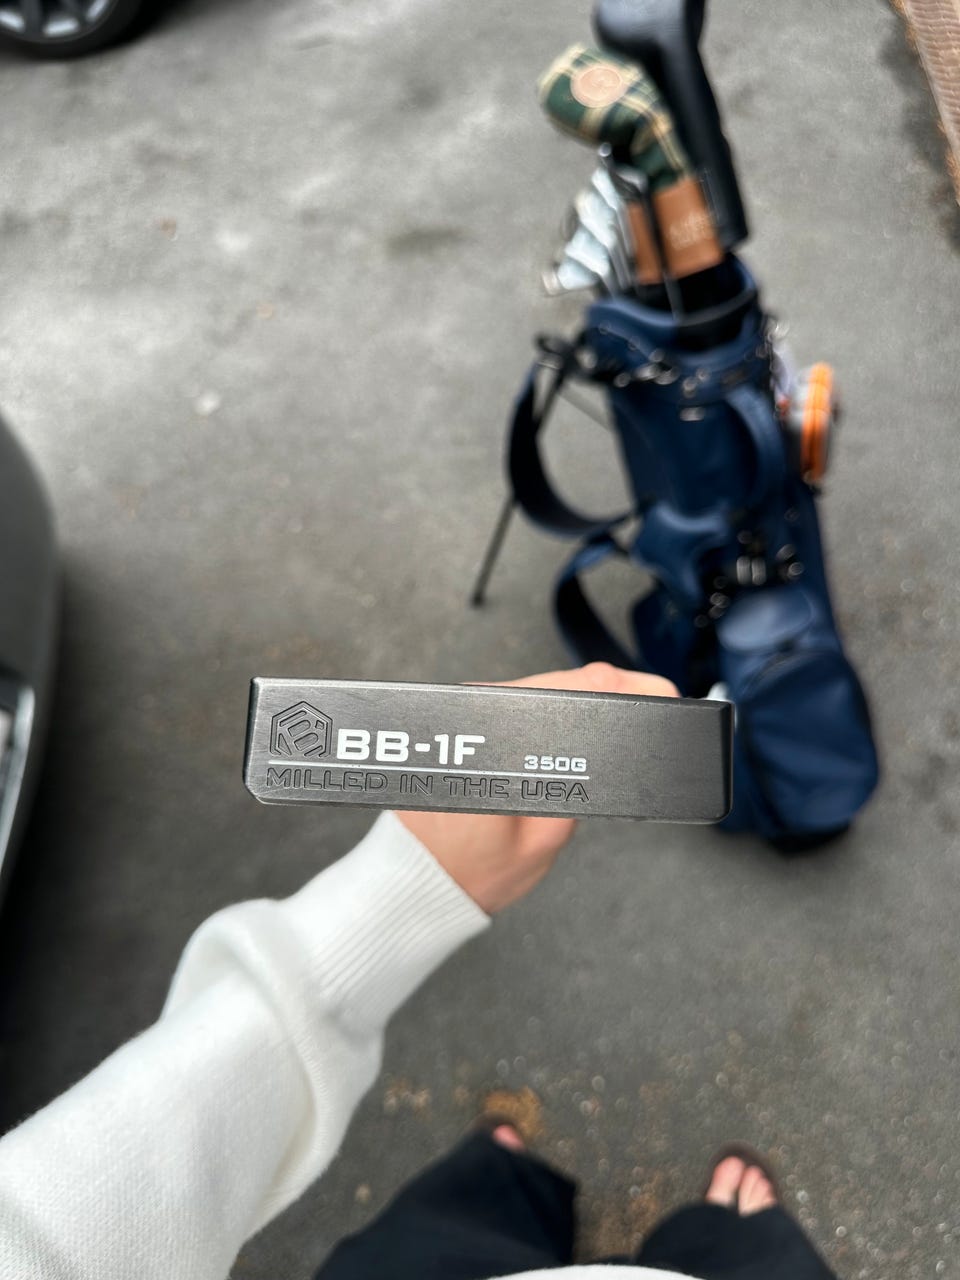 BB-1F 350G
MILLED IN THE USA